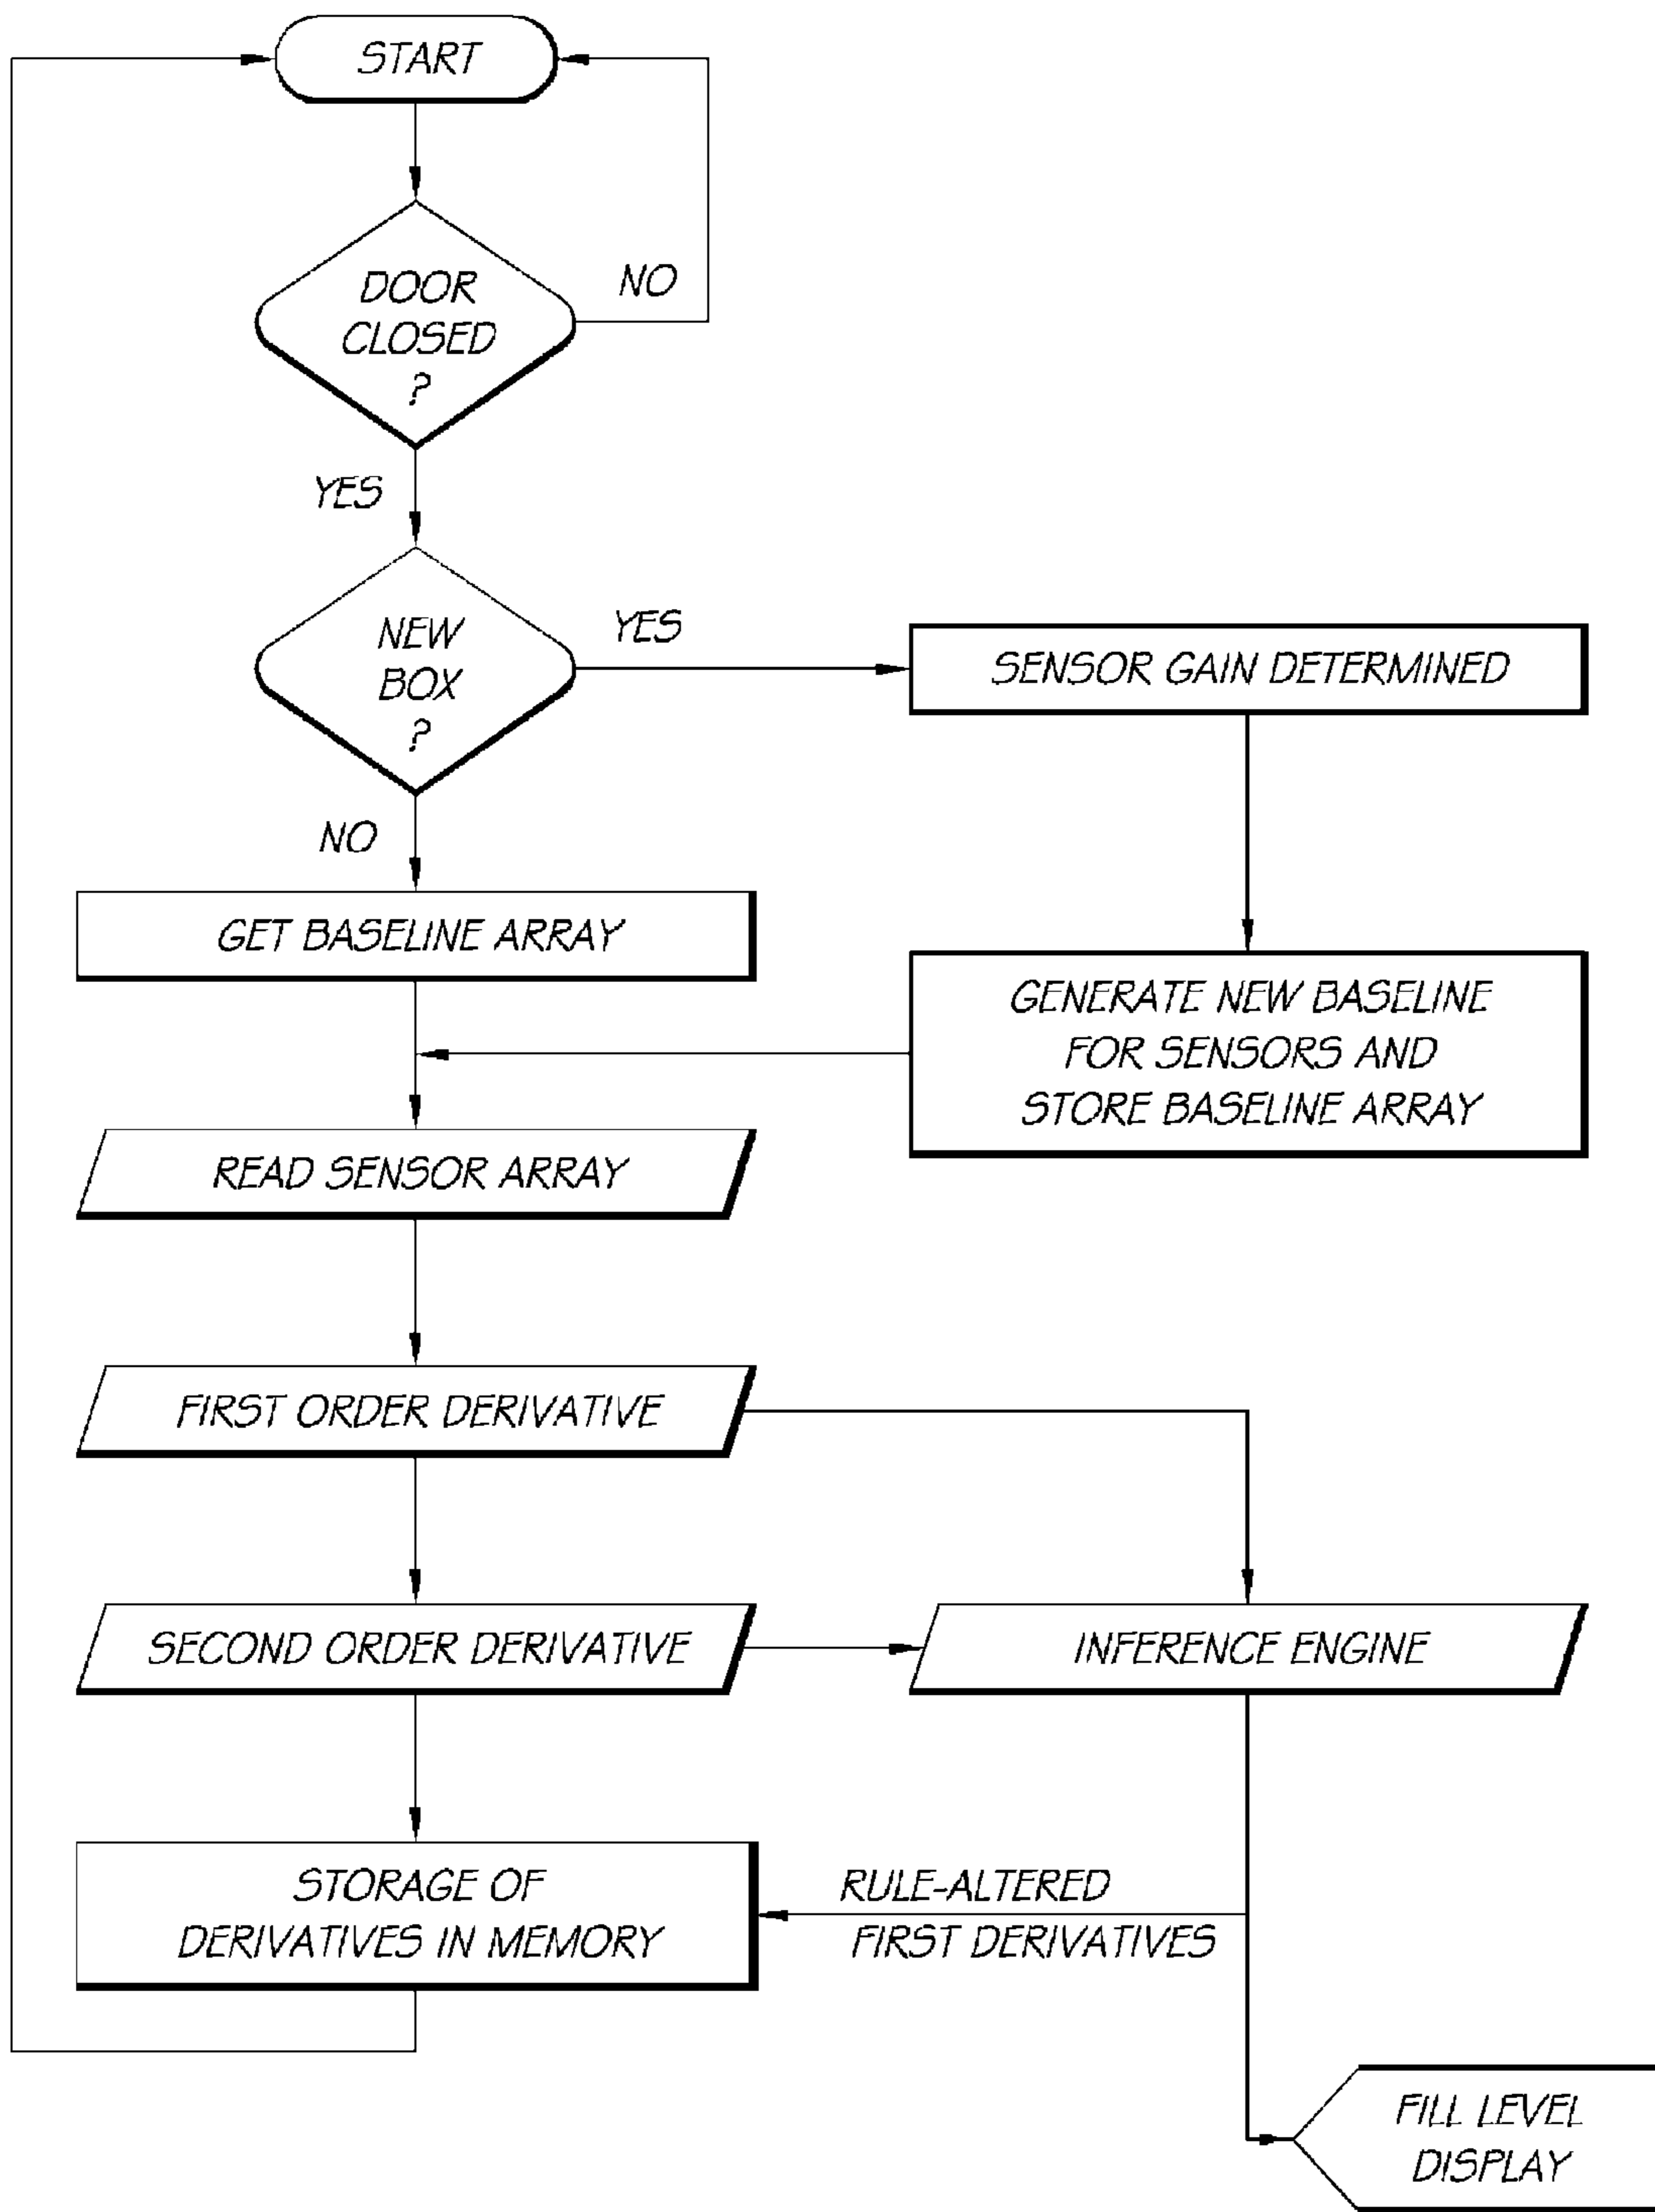 START
DOOR
CLOSED
?
NO
YES
NEW
BOX
?
YES
SENSOR GAIN DETERMINED
NO
GET BASELINE ARRAY
GENERATE NEW BASELINE
FOR SENSORS AND
STORE BASELINE ARRAY
READ SENSOR ARRAY
FIRST ORDER DERIVATIVE
SECOND ORDER DERIVATIVE
INFERENCE ENGINE
STORAGE OF
DERIVATIVES IN MEMORY
RULE-ALTERED
FIRST DERIVATIVES
FILL LEVEL
DISPLAY